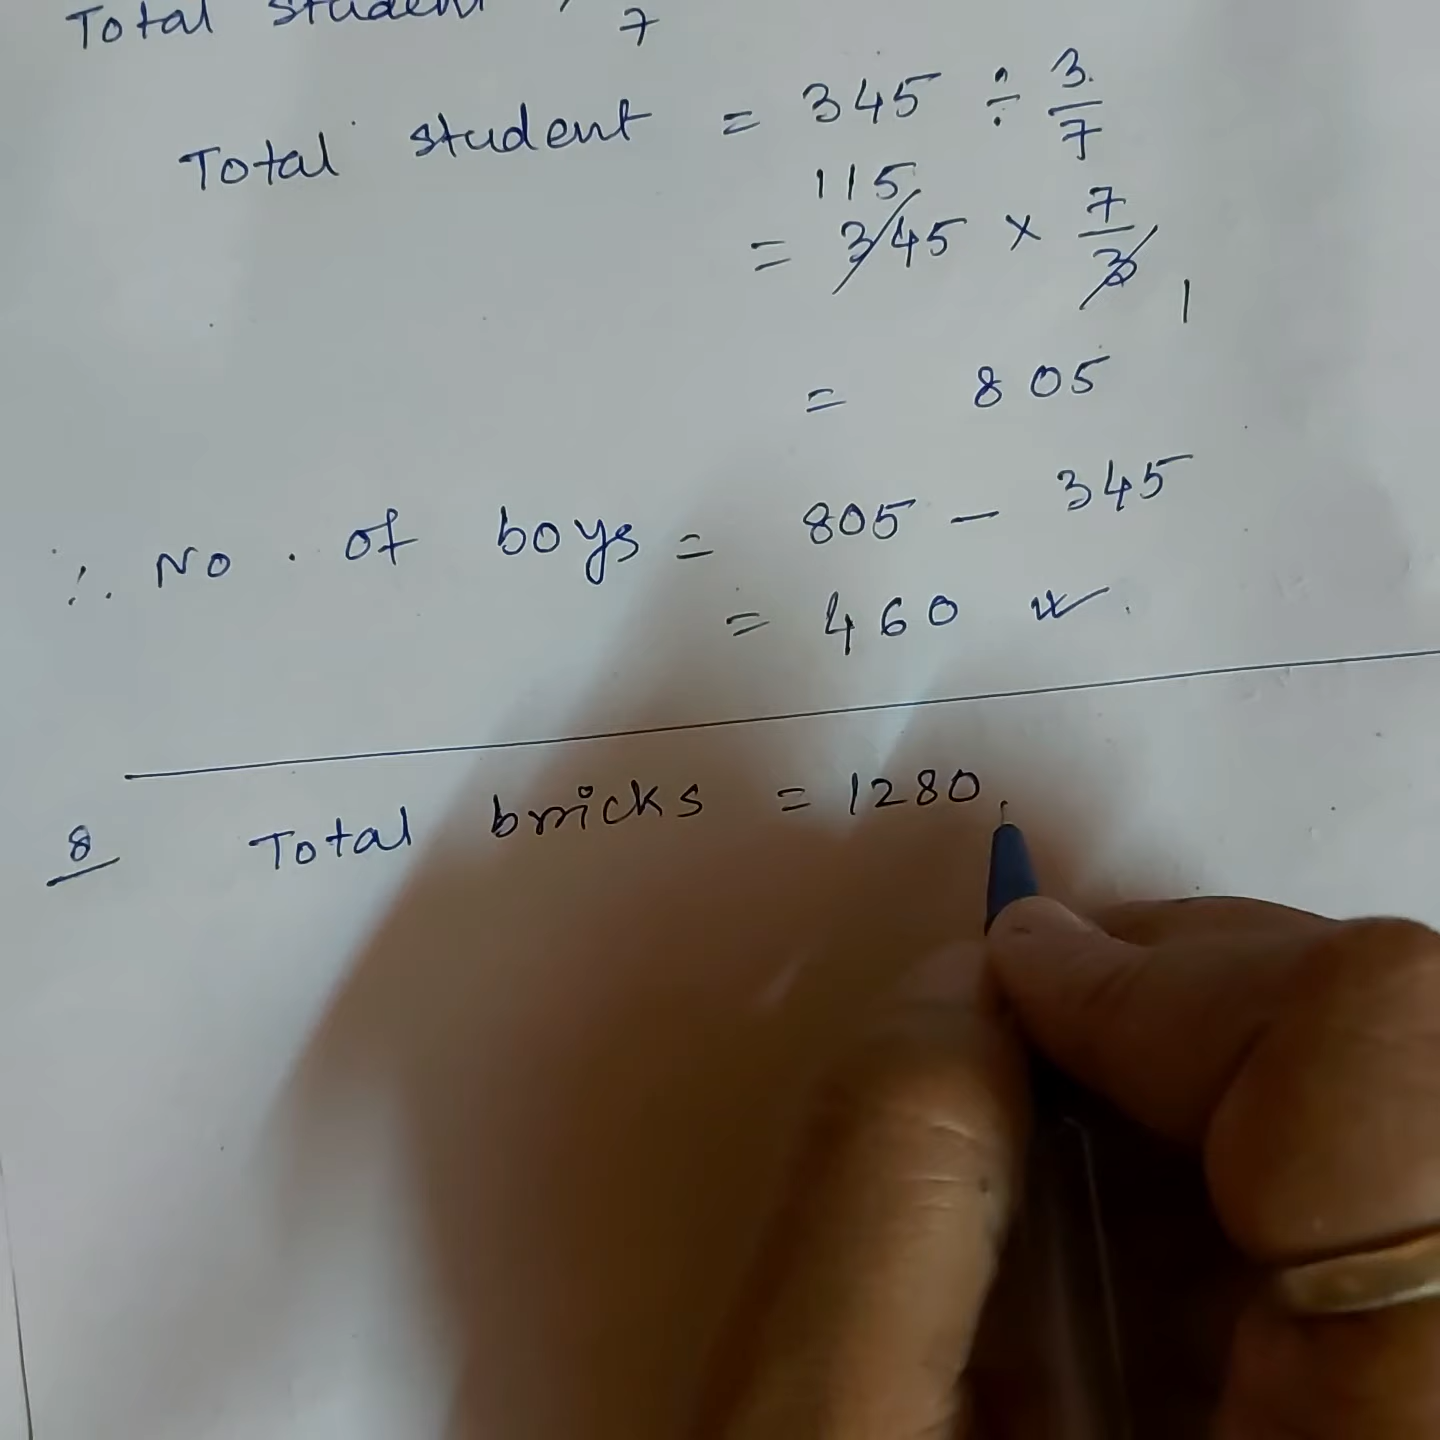 Total student
7
Total student = 345 ÷ 3/7
115
= 345 × 7/3
1
= 805
∴ No. of boys = 805 - 345
= 460
8 Total bricks = 1280